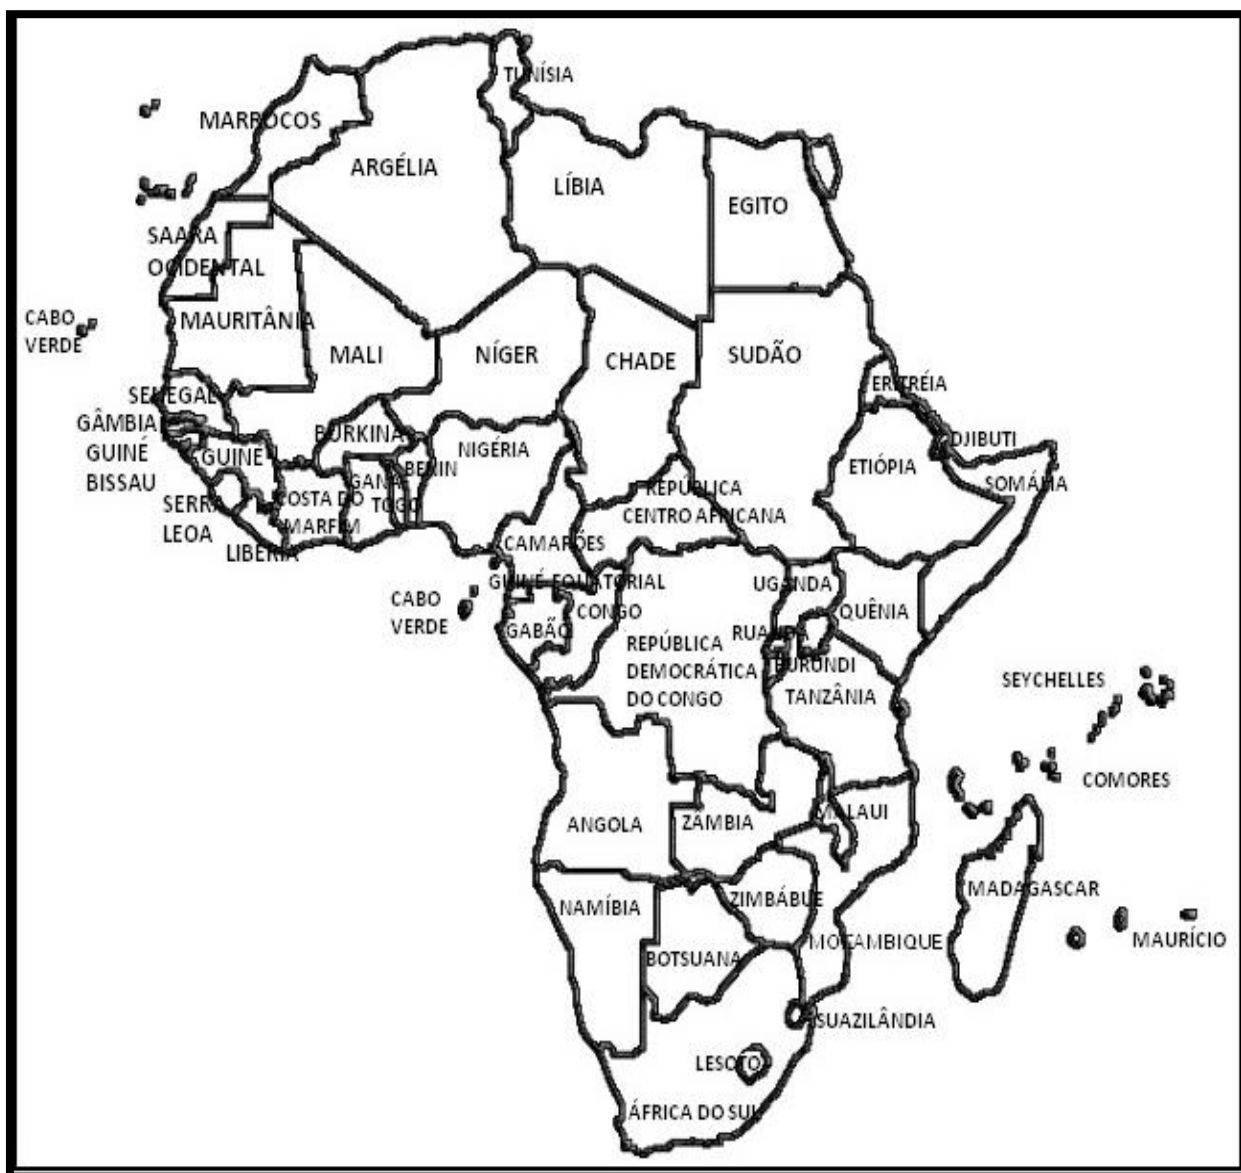 TUNÍSIA
MARROCOS
ARGÉLIA
LÍBIA
EGITO
SAARA
OCIDENTAL
CABO
VERDE
MAURITÂNIA
MALI
NÍGER
CHADE
SUDÃO
ERITRÉIA
SENEGAL
GÂMBIA
GUINÉ
BISSAU
GUINÉ
BURKINA
NIGÉRIA
BENIN
GANA
TOGO
DJIBUTI
ETIÓPIA
SOMÁLIA
SERRA
LEOA
COSTA DO
MARFIM
LIBÉRIA
REPÚBLICA
CENTRO AFRICANA
CAMARÕES
GUINÉ EQUATORIAL
CABO
VERDE
GABÃO
CONGO
UGANDA
QUÊNIA
RUANDA
BURUNDI
REPÚBLICA
DEMOCRÁTICA
DO CONGO
TANZÂNIA
SEYCHELLES
COMORES
ANGOLA
ZÂMBIA
MALAUI
NAMÍBIA
ZIMBÁBUE
MADAGASCAR
MAURÍCIO
BOTSUANA
MOÇAMBIQUE
SUAZILÂNDIA
LESOTO
ÁFRICA DO SUL